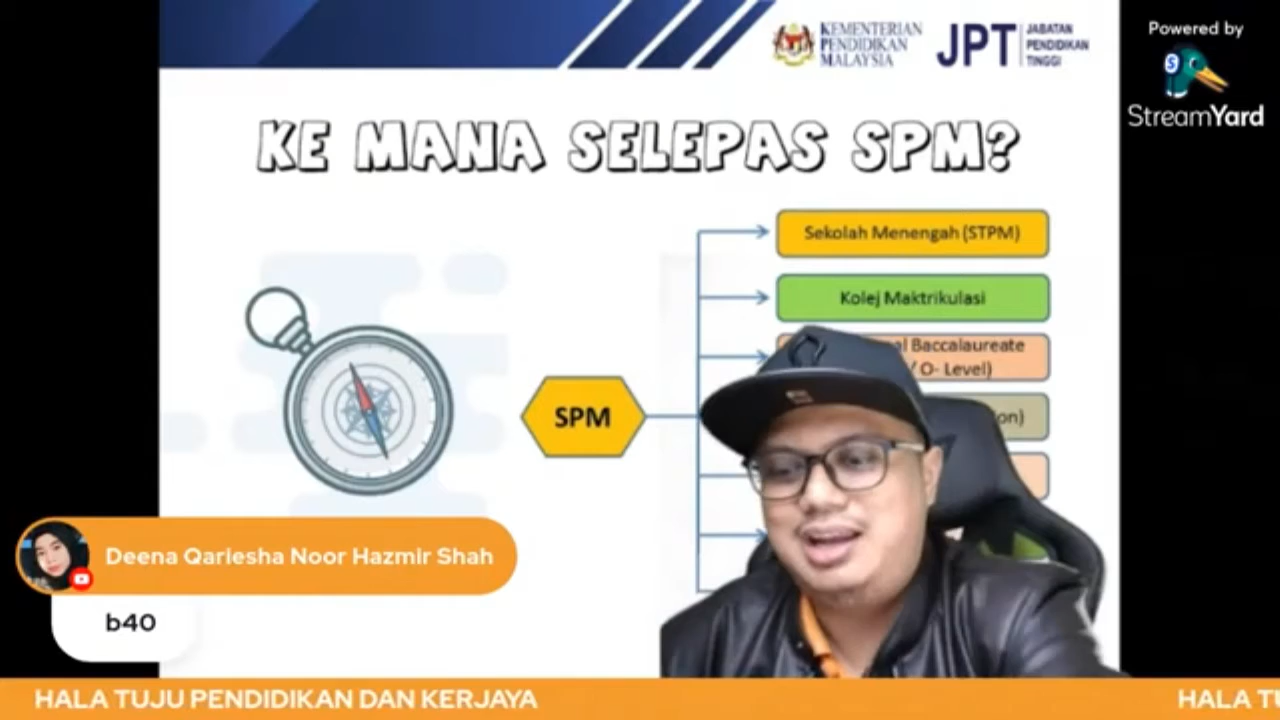 KEMENTERIAN
PENDIDIKAN
MALAYSIA
JPT
JABATAN
PENDIDIKAN
TINGGI
Powered by
S
StreamYard
KE MANA SELEPAS SPM?
Sekolah Menengah (STPM)
Kolej Maktrikulasi
Baccalaureate
/ O- Level)
SPM
Deena Qarlesha Noor Hazmir Shah
b40
HALA TUJU PENDIDIKAN DAN KERJAYA
HALA